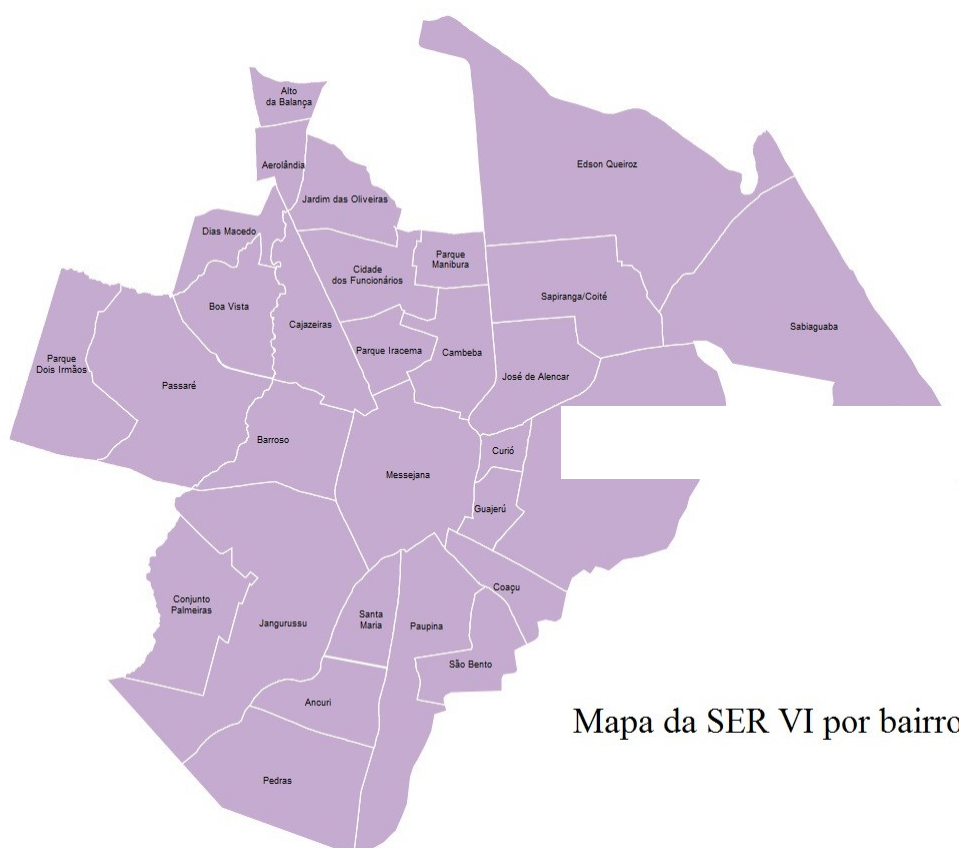 Alto
da Balança
Edson Queiroz
Aerolândia
Jardim das Oliveiras
Dias Macedo
Parque
Manibura
Cidade
dos Funcionários
Sapiranga/Coité
Boa Vista
Cajazeiras
Sabiaguaba
Parque Iracema
Cambeba
Parque
Dois Irmãos
José de Alencar
Passaré
Barroso
Curió
Messejana
Guajerú
Coaçu
Conjunto
Palmeiras
Santa
Maria
Jangurussu
Paupina
São Bento
Ancuri
Mapa da SER VI por bairro
Pedras